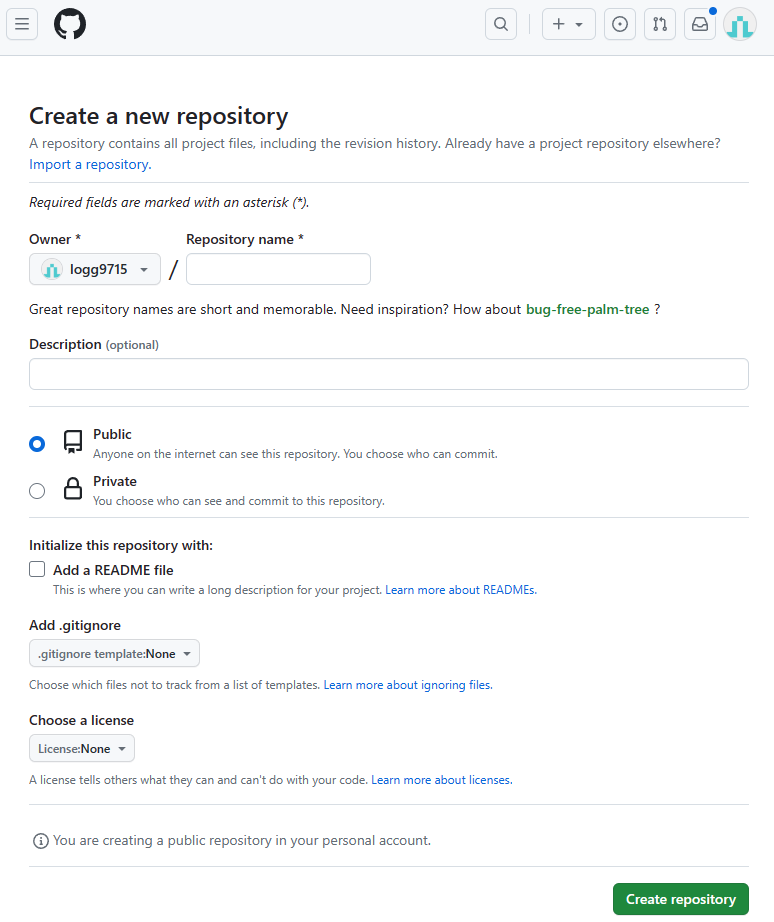 Create a new repository
A repository contains all project files, including the revision history. Already have a project repository elsewhere?
Import a repository.
Required fields are marked with an asterisk (*).
Owner * Repository name *
logg9715 /
Great repository names are short and memorable. Need inspiration? How about bug-free-palm-tree ?
Description (optional)
Public
Anyone on the internet can see this repository. You choose who can commit.
Private
You choose who can see and commit to this repository.
Initialize this repository with:
Add a README file
This is where you can write a long description for your project. Learn more about READMEs.
Add .gitignore
.gitignore template:None
Choose which files not to track from a list of templates. Learn more about ignoring files.
Choose a license
License:None
A license tells others what they can and can't do with your code. Learn more about licenses.
You are creating a public repository in your personal account.
Create repository